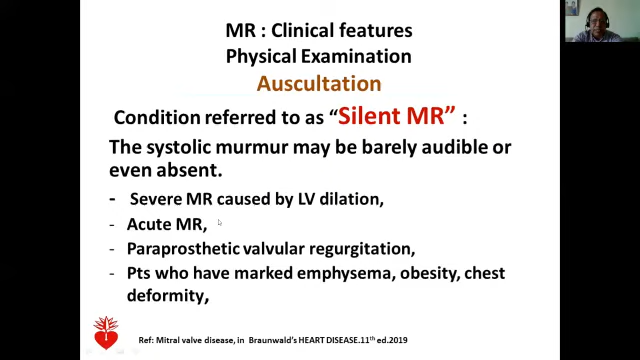 MR : Clinical features
Physical Examination
Auscultation
Condition referred to as “Silent MR” :
The systolic murmur may be barely audible or
even absent.
- Severe MR caused by LV dilation,
- Acute MR,
- Paraprosthetic valvular regurgitation,
- Pts who have marked emphysema, obesity, chest
deformity,
Ref: Mitral valve disease, in Braunwald’s HEART DISEASE.11th ed.2019